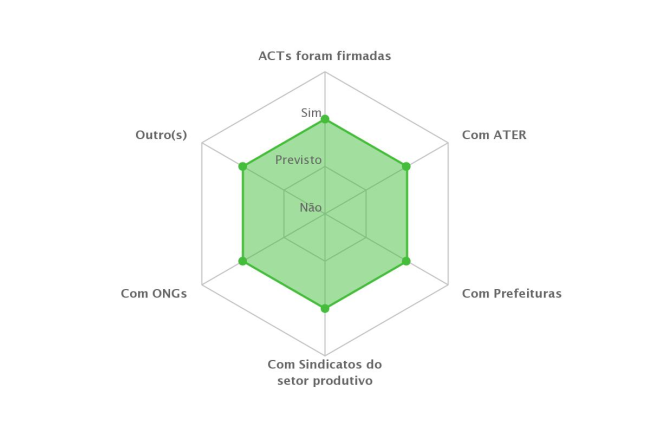 ACTs foram firmadas
Sim
Outro(s)
Com ATER
Previsto
Não
Com ONGs
Com Prefeituras
Com Sindicatos do
setor produtivo